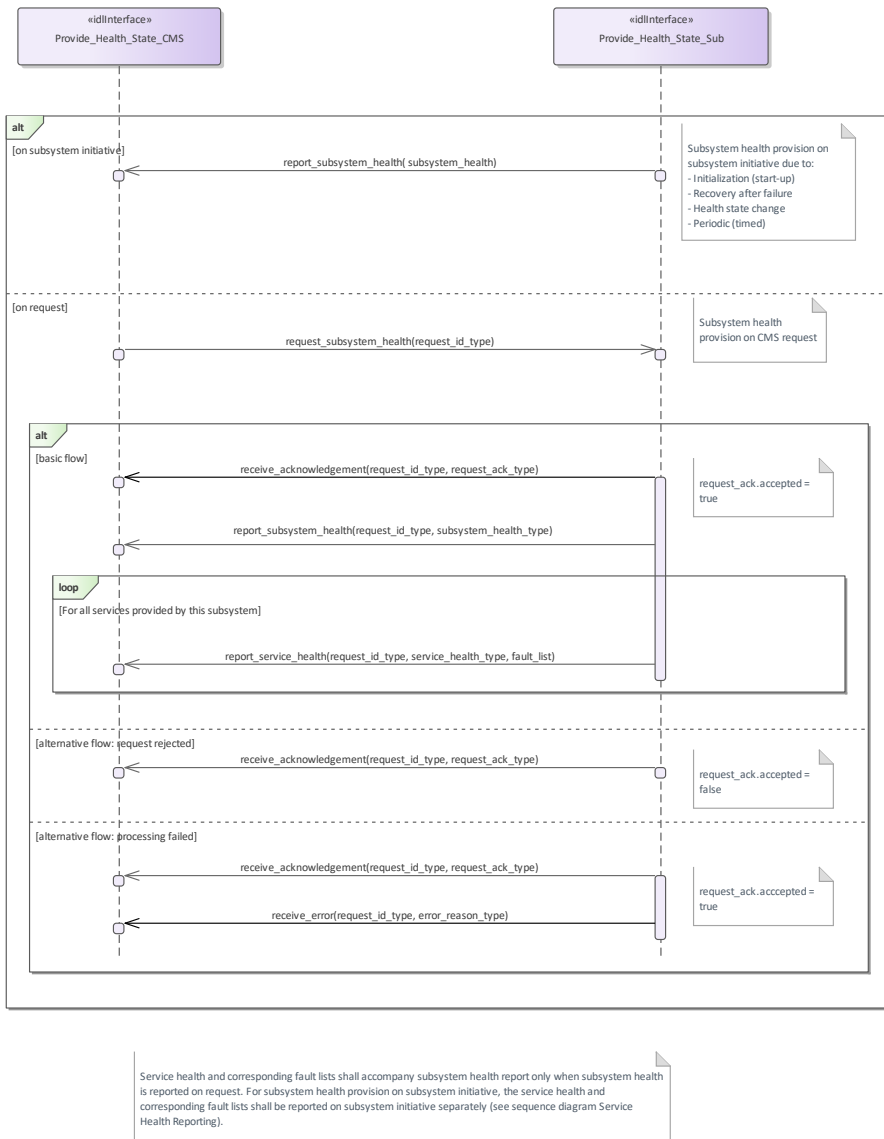 «idlInterface»
Provide_Health_State_CMS
«idlInterface»
Provide_Health_State_Sub
alt
[on subsystem initiative]
report_subsystem_health( subsystem_health)
Subsystem health provision on
subsystem initiative due to:
- Initialization (start-up)
- Recovery after failure
- Health state change
- Periodic (timed)
[on request]
Subsystem health
provision on CMS request
request_subsystem_health(request_id_type)
alt
[basic flow]
receive_acknowledgement(request_id_type, request_ack_type)
request_ack.accepted =
true
report_subsystem_health(request_id_type, subsystem_health_type)
loop
[For all services provided by this subsystem]
report_service_health(request_id_type, service_health_type, fault_list)
[alternative flow: request rejected]
receive_acknowledgement(request_id_type, request_ack_type)
request_ack.accepted =
false
[alternative flow: processing failed]
receive_acknowledgement(request_id_type, request_ack_type)
request_ack.acccepted =
true
receive_error(request_id_type, error_reason_type)
Service health and corresponding fault lists shall accompany subsystem health report only when subsystem health
is reported on request. For subsystem health provision on subsystem initiative, the service health and
corresponding fault lists shall be reported on subsystem initiative separately (see sequence diagram Service
Health Reporting).